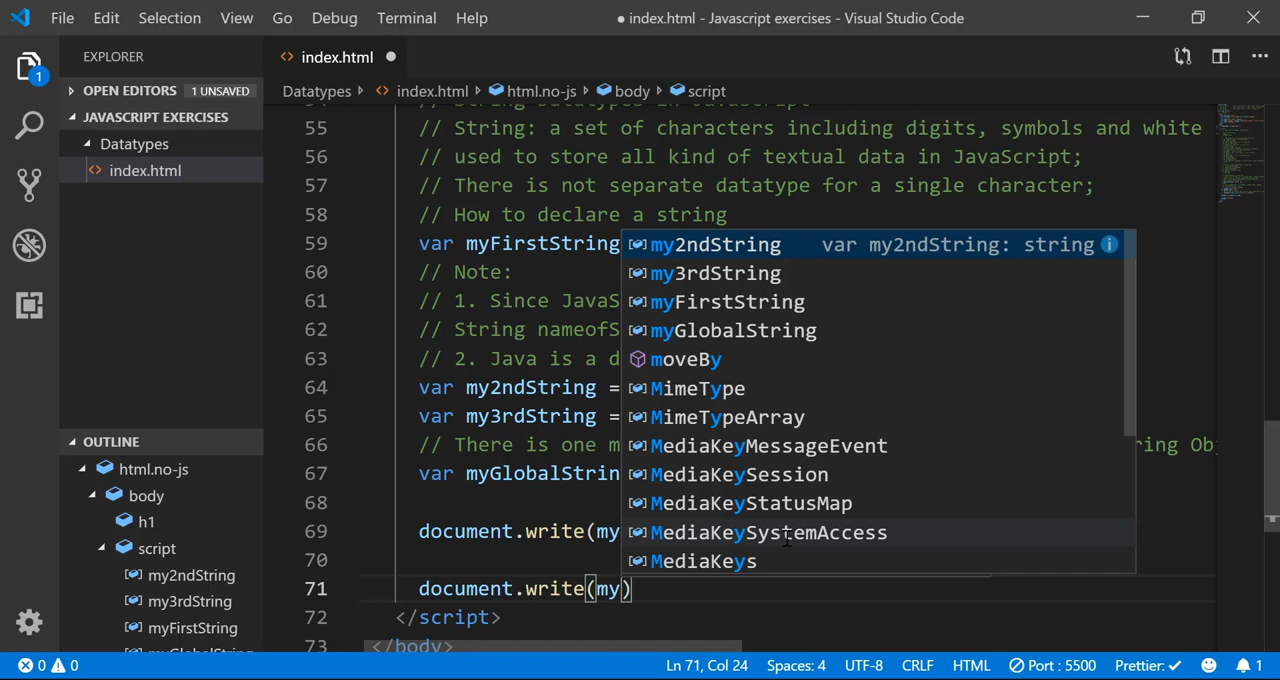 File Edit Selection View Go Debug Terminal Help ● index.html - Javascript exercises - Visual Studio Code
EXPLORER
1
OPEN EDITORS 1 UNSAVED
JAVASCRIPT EXERCISES
Datatypes
<> index.html
OUTLINE
html.no-js
body
h1
script
my2ndString
my3rdString
myFirstString
myGlobalString
<> index.html ●
Datatypes <> index.html html.no-js body script
54 // String Datatypes in JavaScript
55 // String: a set of characters including digits, symbols and white
56 // used to store all kind of textual data in JavaScript;
57 // There is not separate datatype for a single character;
58 // How to declare a string
59 var myFirstString
60 // Note:
61 // 1. Since JavaS
62 // String nameofS
63 // 2. Java is a d
64 var my2ndString =
65 var my3rdString =
66 // There is one m ring Ob
67 var myGlobalStrin
68
69 document.write(my
70
71 document.write(my)
72 </script>
73 </body>
my2ndString var my2ndString: string
my3rdString
myFirstString
myGlobalString
moveBy
MimeType
MimeTypeArray
MediaKeyMessageEvent
MediaKeySession
MediaKeyStatusMap
MediaKeySystemAccess
MediaKeys
0 0 Ln 71, Col 24 Spaces: 4 UTF-8 CRLF HTML Port : 5500 Prettier: ✓ 1